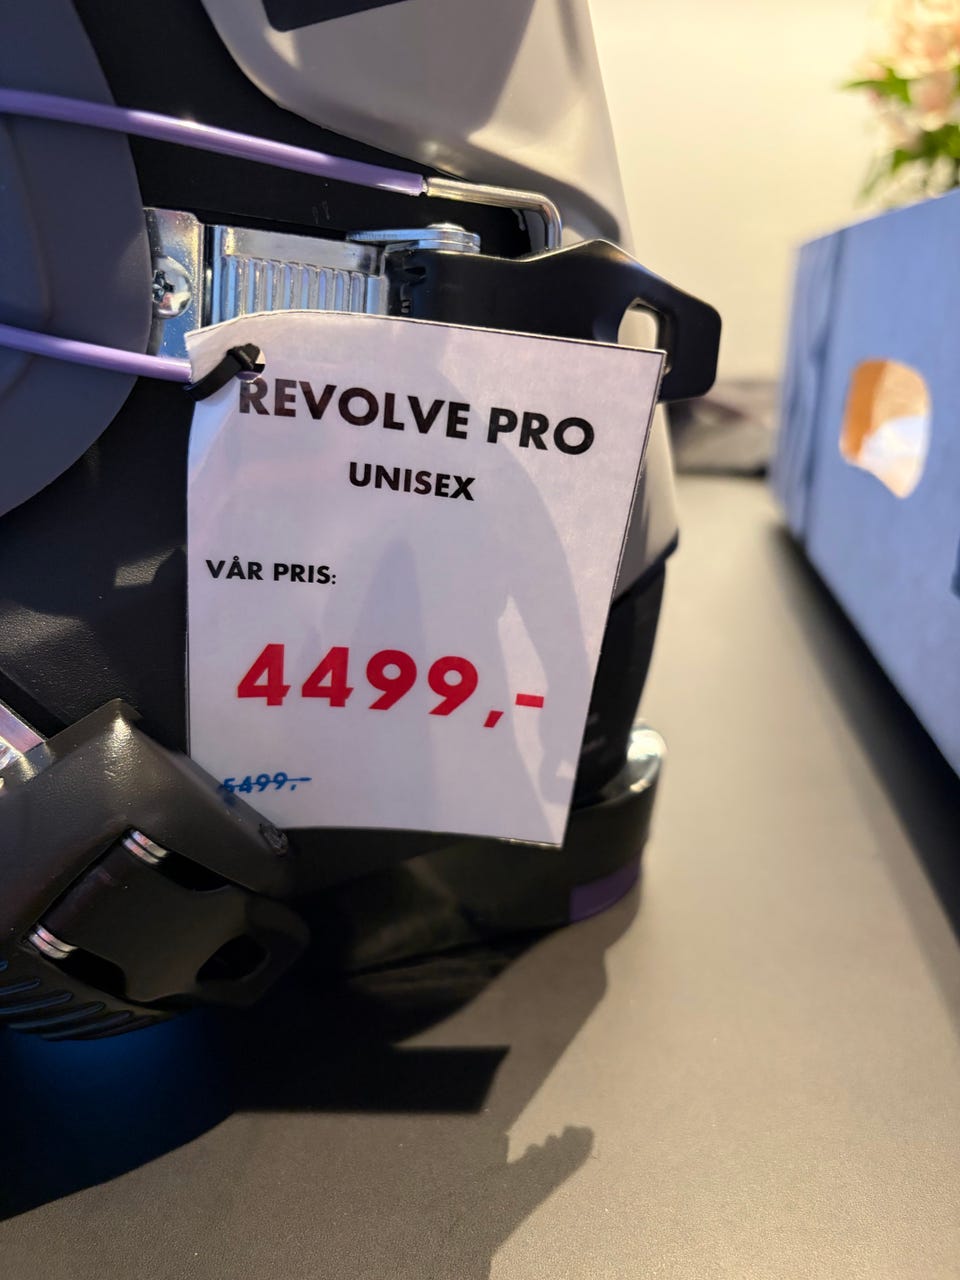 REVOLVE PRO
UNISEX
VÅR PRIS:
4499,-
5499,-